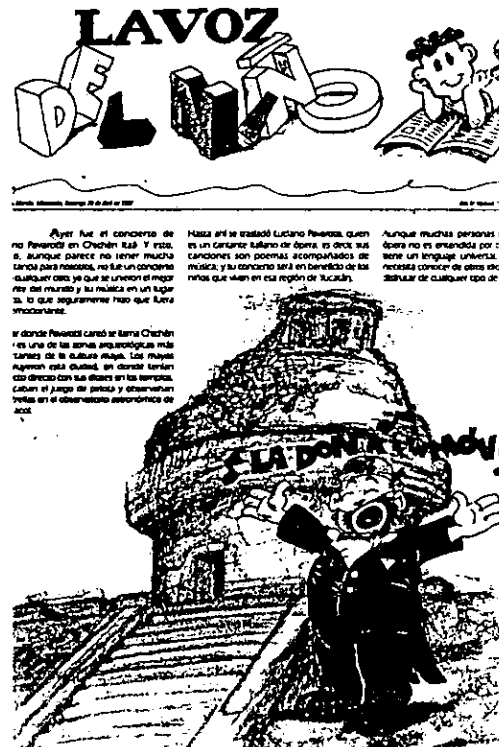 LA VOZ
DEL NIÑO
Ayer fue el concierto de
no Pavarotti en Chichén Itzá. Y esto,
o, aunque parece no tener mucha
tancia para nosotros, no fue un concierto
cualquier otro, ya que se unieron el mejor
nte del mundo y su música en un lugar
lo que seguramente hizo que fuera
emocionante.
ar donde Pavarotti cantó se llama Chichén
es una de las zonas arqueológicas más
tantes de la cultura maya. Los mayas
uyeron esta ciudad, en donde tenían
cto directo con sus dioses en los templos,
caban el juego de pelota y observaban
trellas en el observatorio astronómico de
acol.
Hasta ahí se trasladó Luciano Pavarotti, quien
es un cantante italiano de ópera, es decir, sus
canciones son poemas acompañados de
música; y su concierto será en beneficio de los
niños que viven en esa región de Yucatán.
Aunque muchas personas
ópera no es entendida por
tiene un lenguaje universal.
necesita conocer de otros
disfrutar de cualquier tipo de
LA DONNA